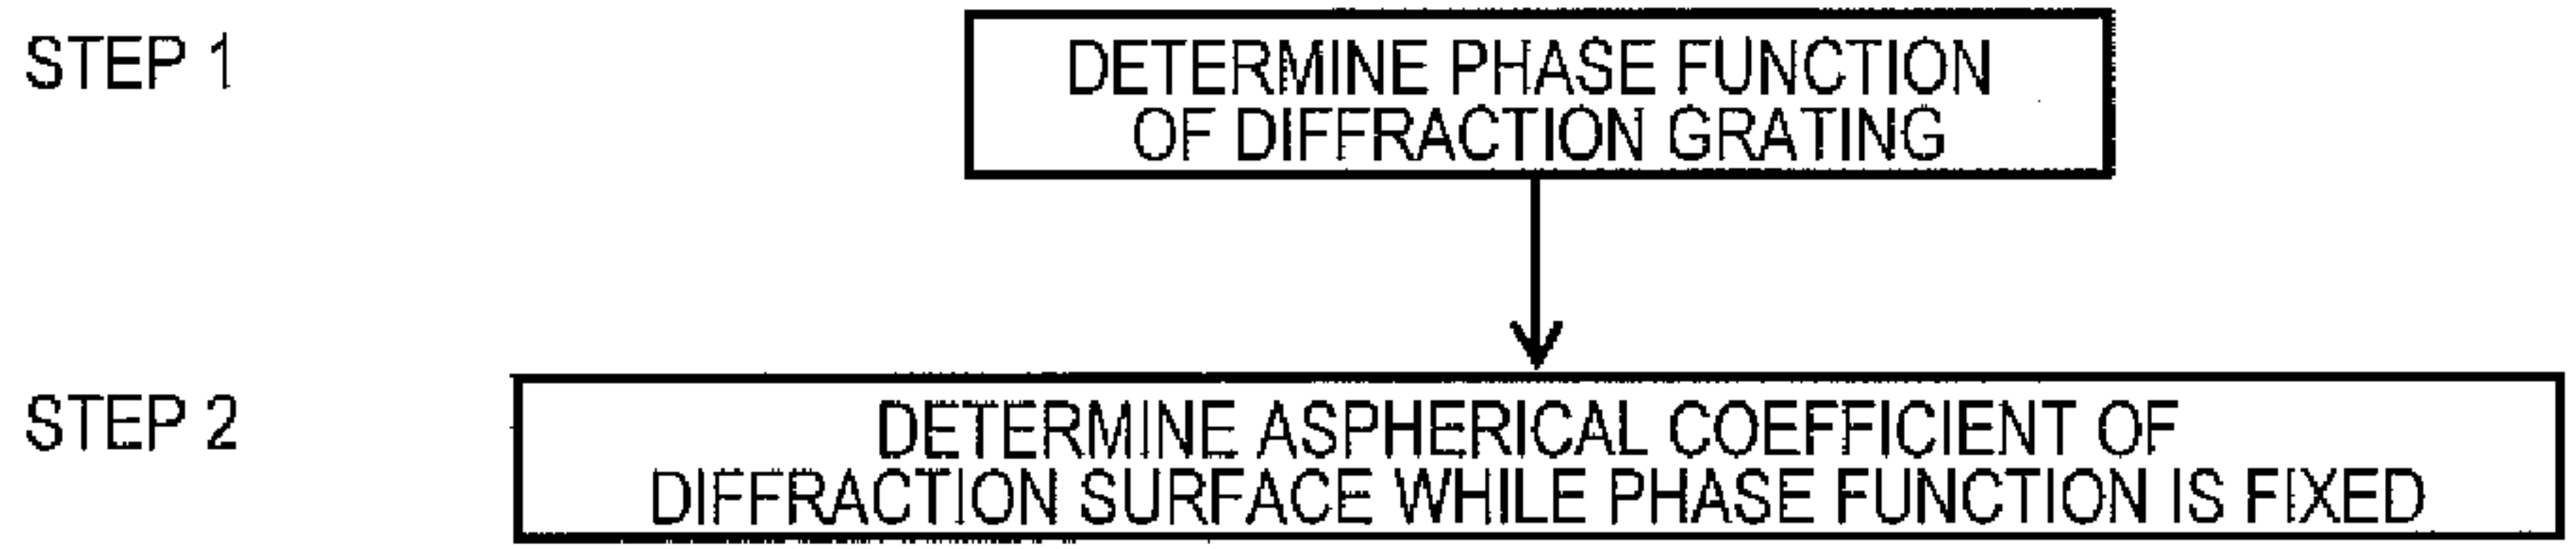 STEP 1
DETERMINE PHASE FUNCTION
OF DIFFRACTION GRATING
STEP 2
DETERMINE ASPHERICAL COEFFICIENT OF
DIFFRACTION SURFACE WHILE PHASE FUNCTION IS FIXED